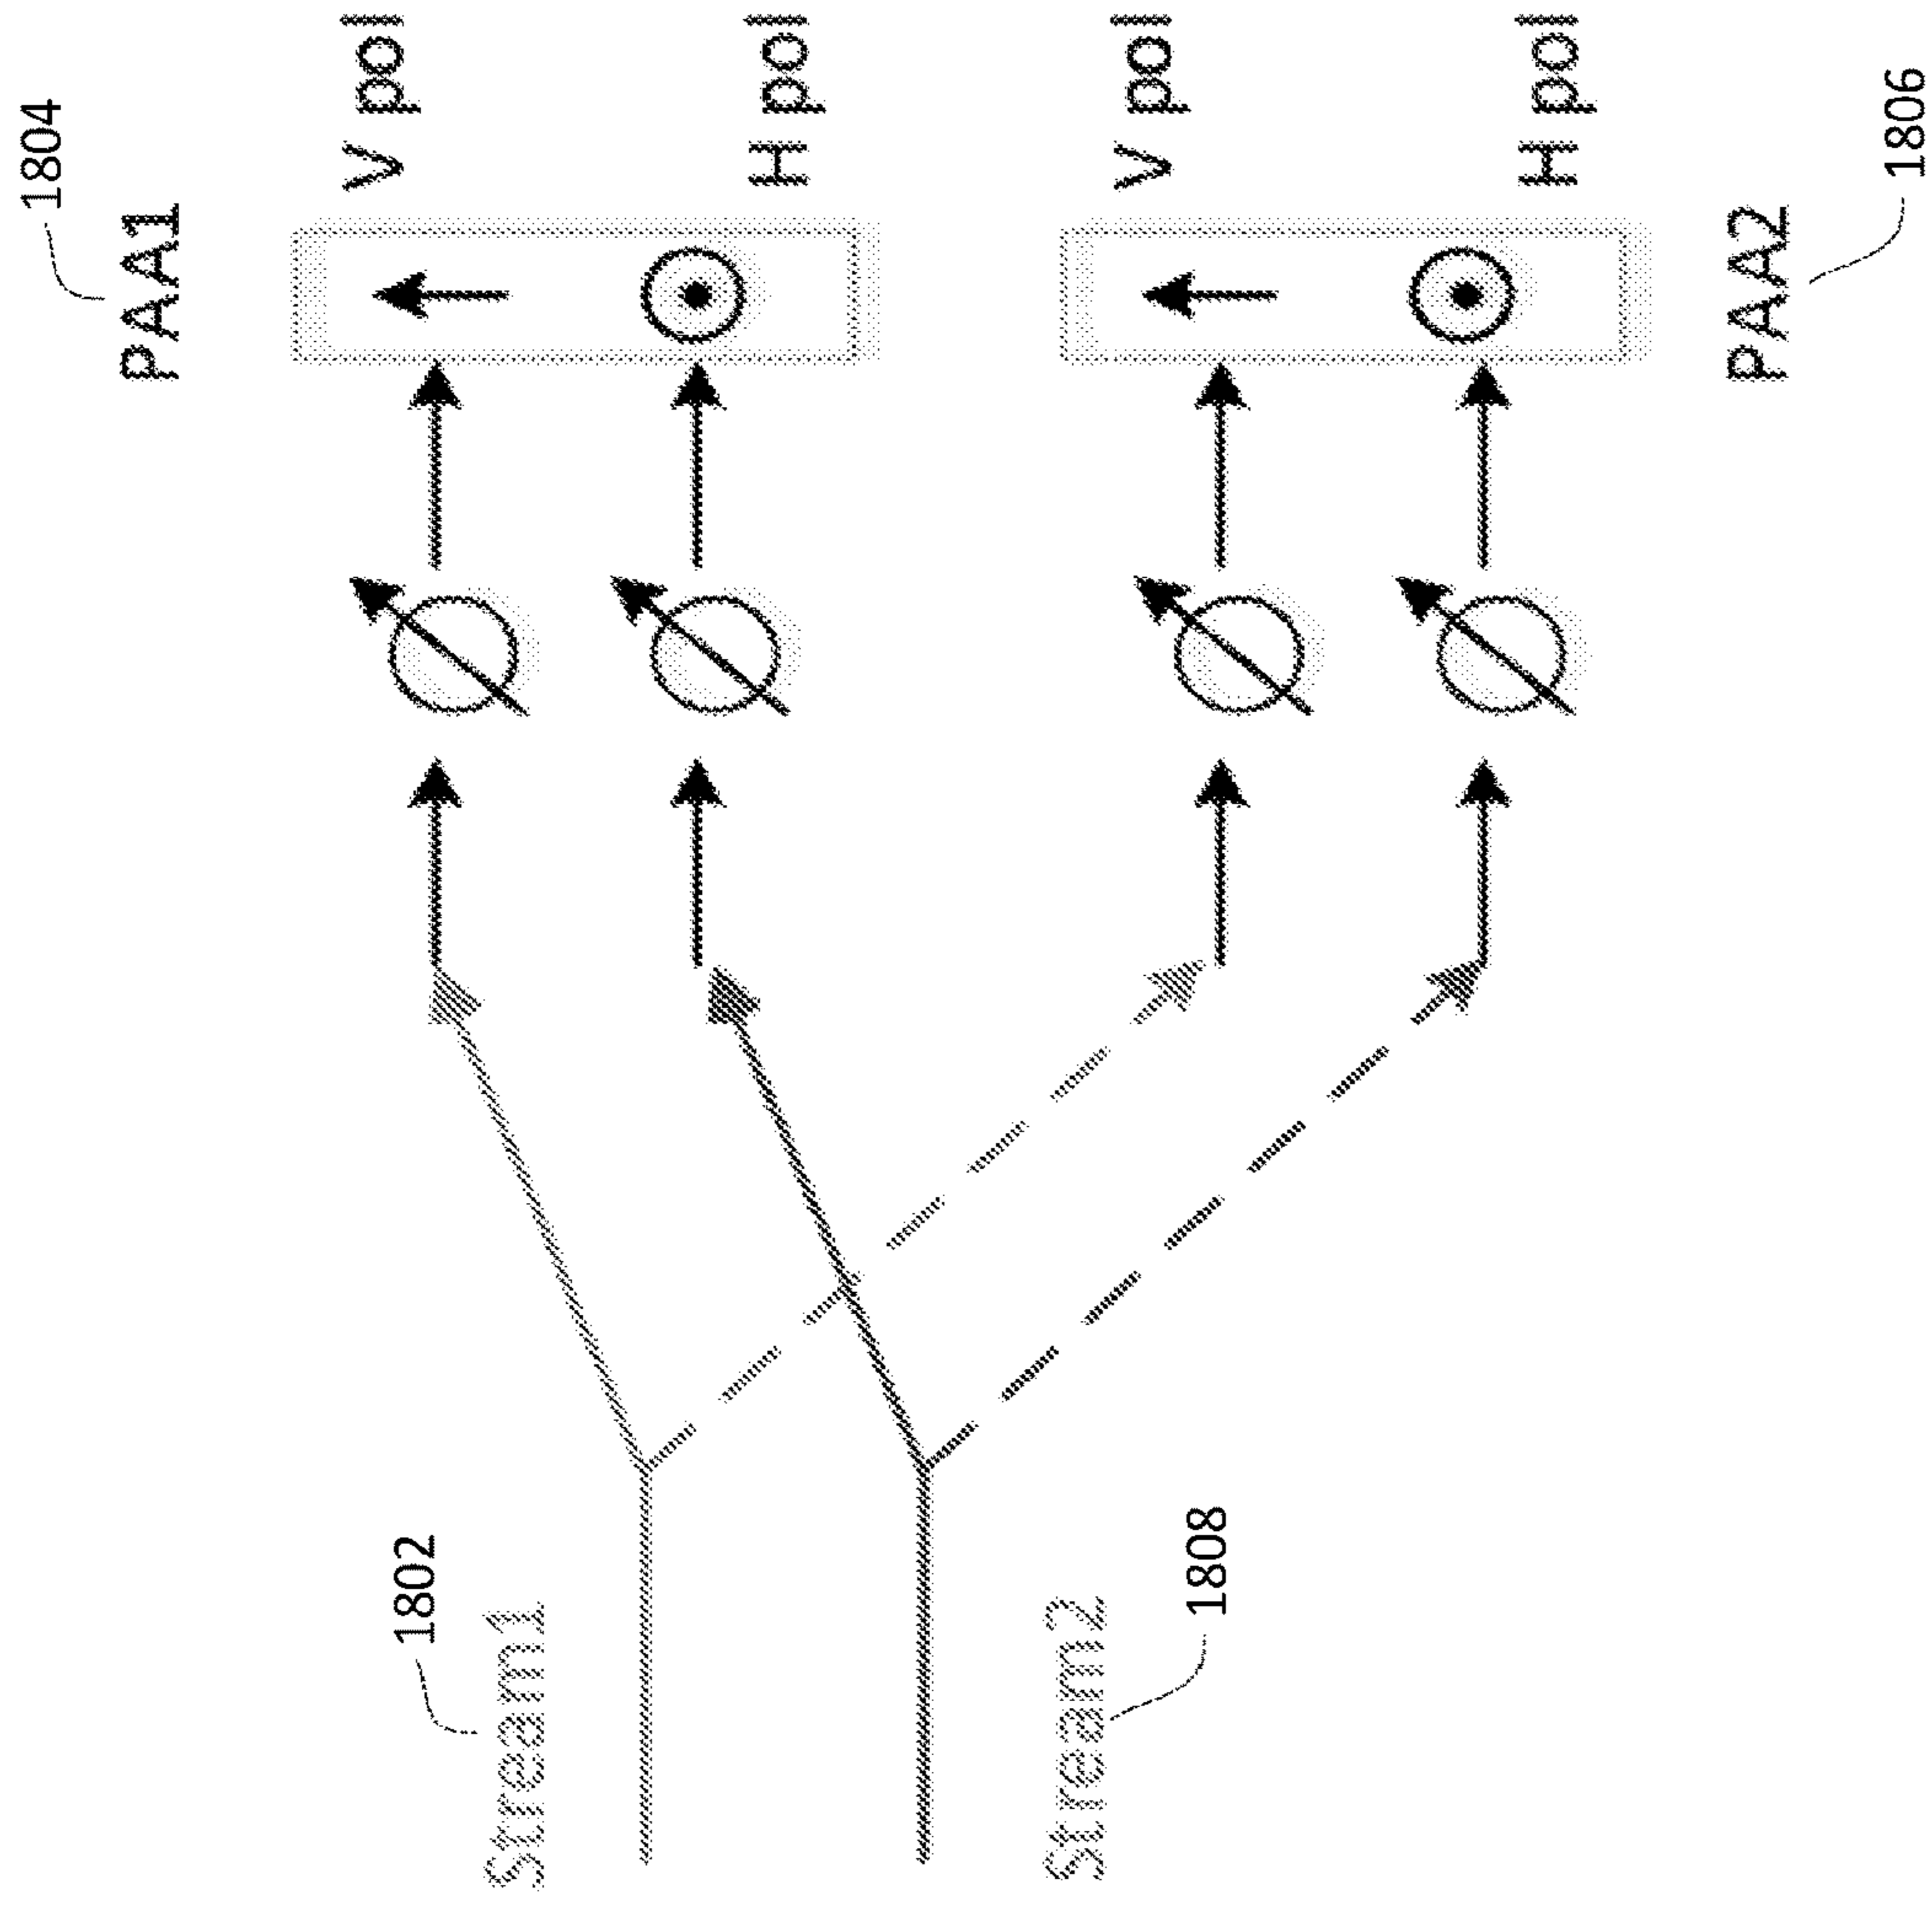 1804
PAA1
V pol
H pol
1802
Stream1
Stream2
1808
V pol
H pol
PAA2
1806